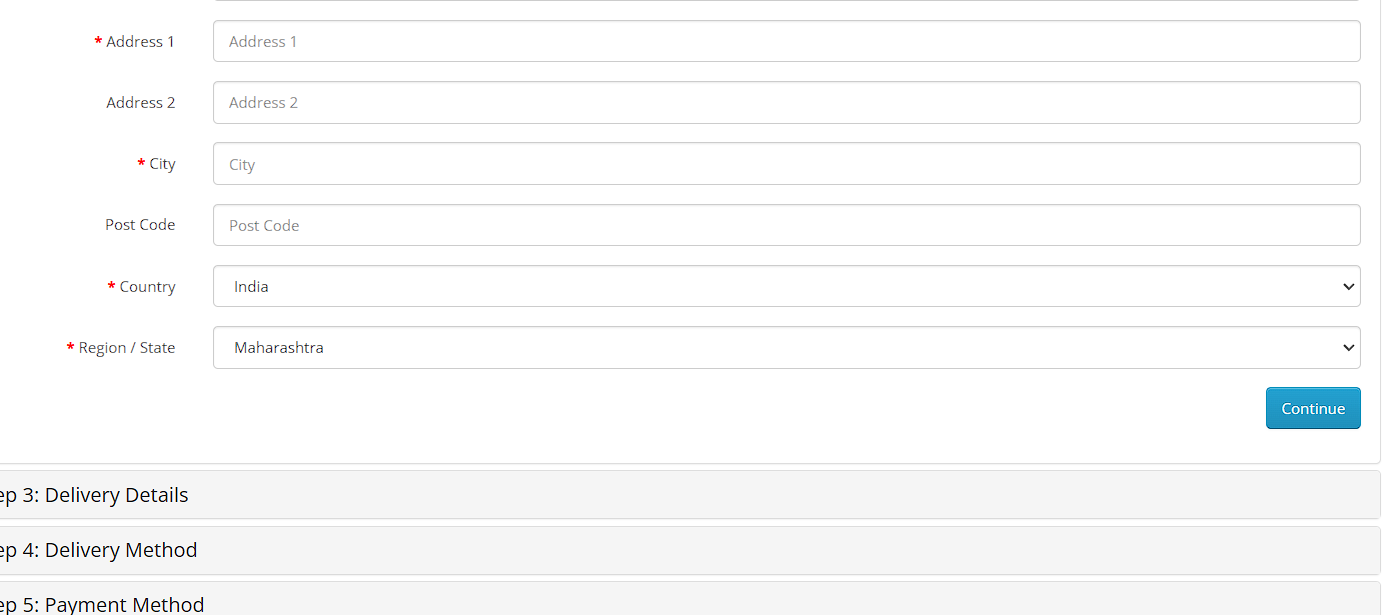 * Address 1 Address 1
Address 2 Address 2
* City City
Post Code Post Code
* Country India
* Region / State Maharashtra
Continue
ep 3: Delivery Details
ep 4: Delivery Method
ep 5: Payment Method